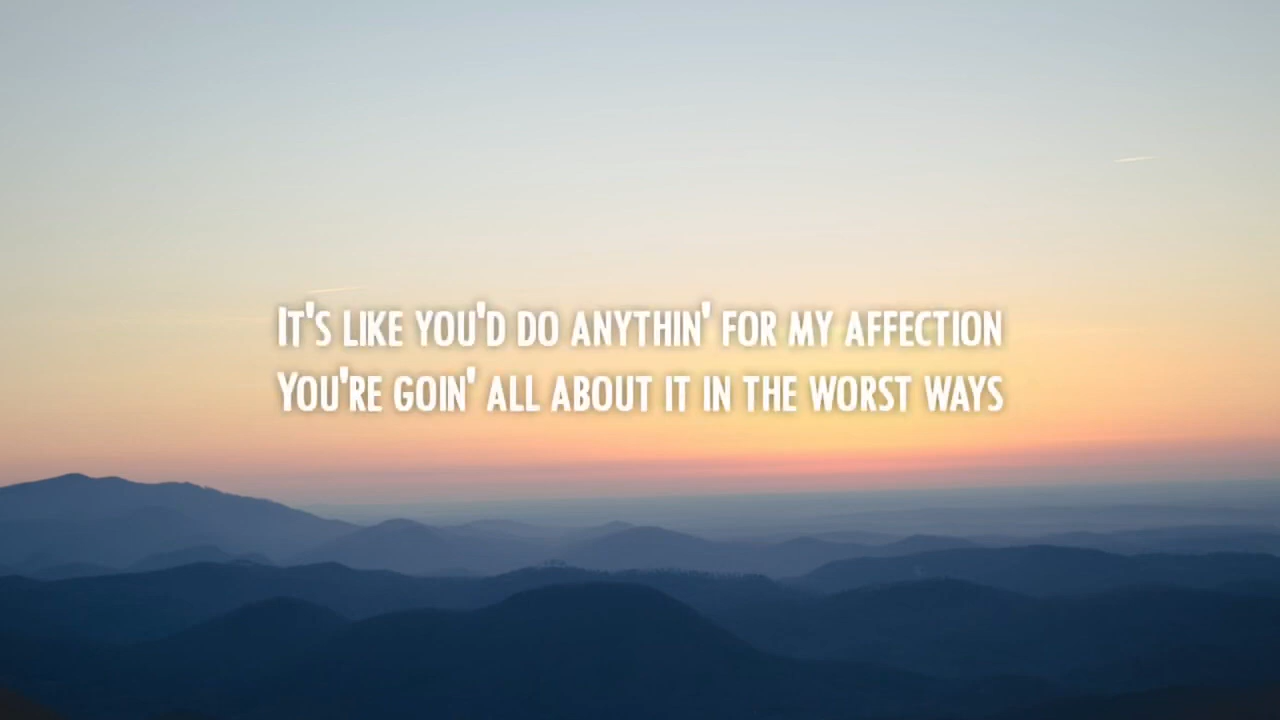 It's like you'd do anythin' for my affection
You're goin' all about it in the worst ways